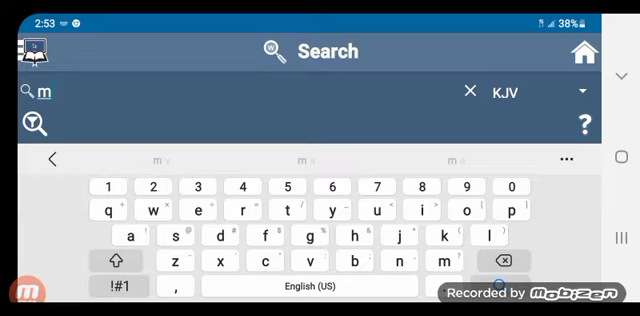 2:53 38%
W Search
m KJV
?
m v m a m a •••
1 2 3 4 5 6 7 8 9 0
q w e r t y u i o p
a s d f g h j k l
z x c v b n m
!#1 , English (US) .
m Recorded by mobizen